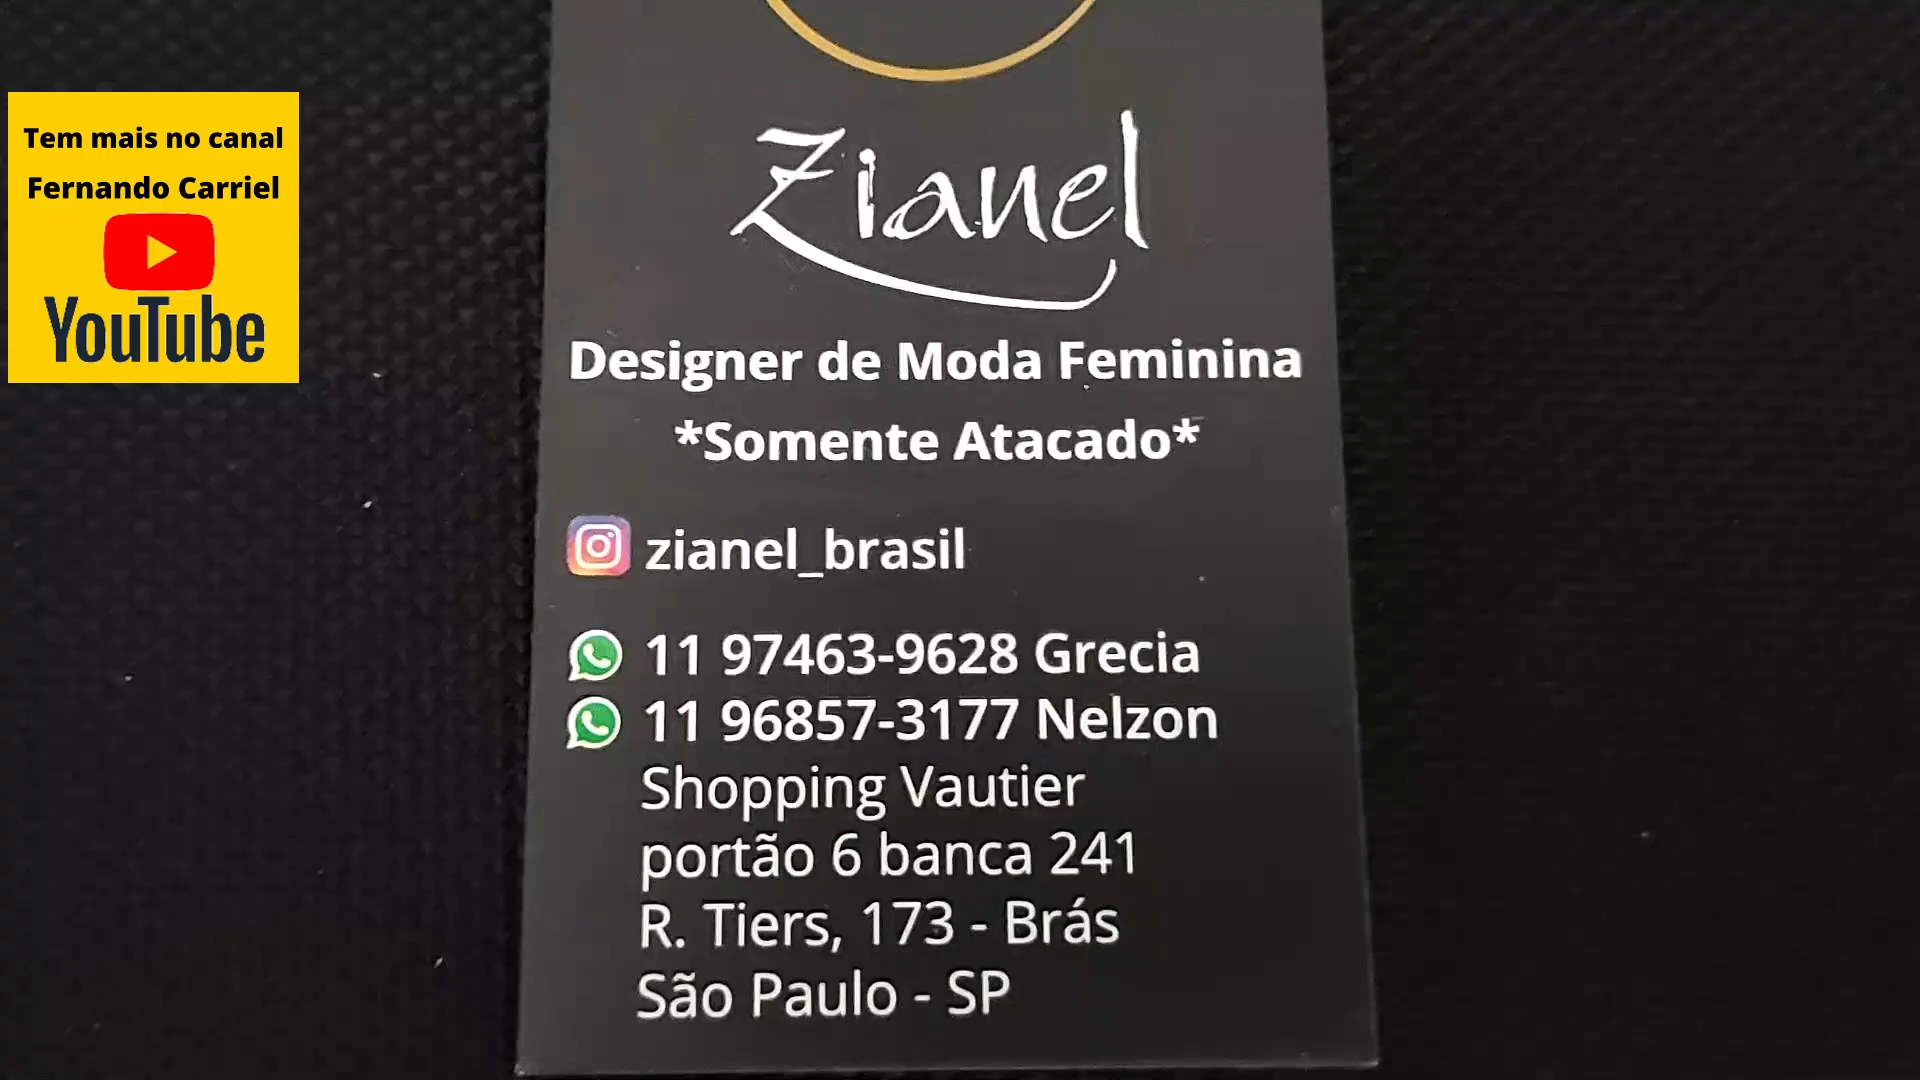 Tem mais no canal
Fernando Carriel
YouTube
Zianel
Designer de Moda Feminina
*Somente Atacado*
zianel_brasil
11 97463-9628 Grecia
11 96857-3177 Nelzon
Shopping Vautier
portão 6 banca 241
R. Tiers, 173 - Brás
São Paulo - SP